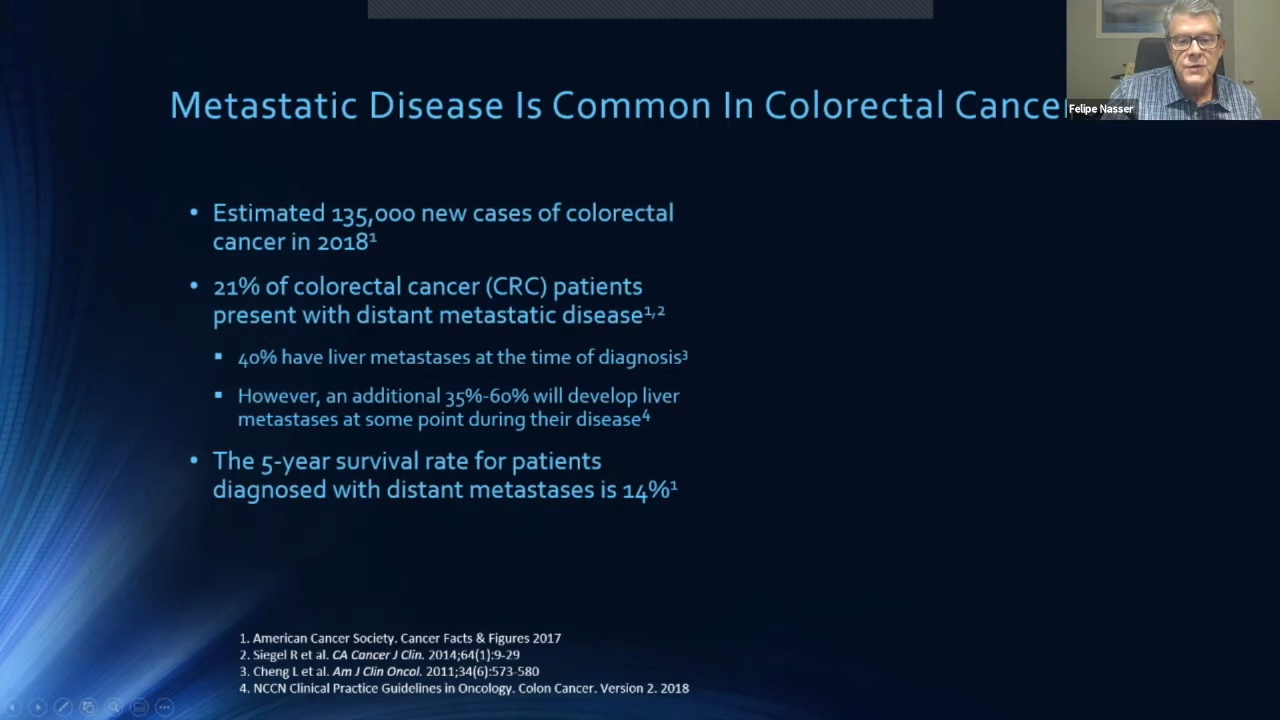 Metastatic Disease Is Common In Colorectal Cancer
Felipe Nasser
• Estimated 135,000 new cases of colorectal
cancer in 2018¹
• 21% of colorectal cancer (CRC) patients
present with distant metastatic disease¹,²
▪ 40% have liver metastases at the time of diagnosis³
▪ However, an additional 35%-60% will develop liver
metastases at some point during their disease⁴
• The 5-year survival rate for patients
diagnosed with distant metastases is 14%¹
1. American Cancer Society. Cancer Facts & Figures 2017
2. Siegel R et al. CA Cancer J Clin. 2014;64(1):9-29
3. Cheng L et al. Am J Clin Oncol. 2011;34(6):573-580
4. NCCN Clinical Practice Guidelines in Oncology. Colon Cancer. Version 2. 2018